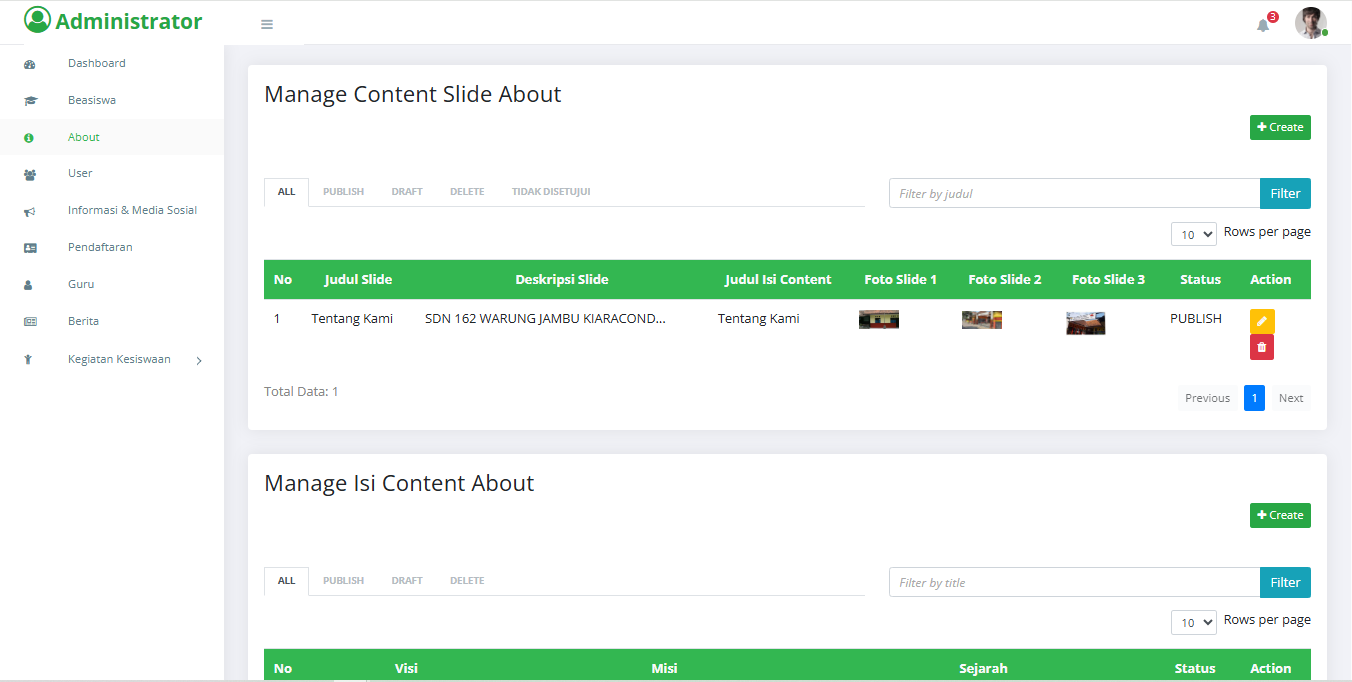 Administrator
3
Dashboard
Beasiswa
About
User
Informasi & Media Sosial
Pendaftaran
Guru
Berita
Kegiatan Kesiswaan
Manage Content Slide About
Create
ALL PUBLISH DRAFT DELETE TIDAK DISETUJUI
Filter by judul Filter
10 Rows per page
No Judul Slide Deskripsi Slide Judul Isi Content Foto Slide 1 Foto Slide 2 Foto Slide 3 Status Action
1 Tentang Kami SDN 162 WARUNG JAMBU KIARACOND... Tentang Kami PUBLISH
Total Data: 1
Previous 1 Next
Manage Isi Content About
Create
ALL PUBLISH DRAFT DELETE
Filter by title Filter
10 Rows per page
No Visi Misi Sejarah Status Action